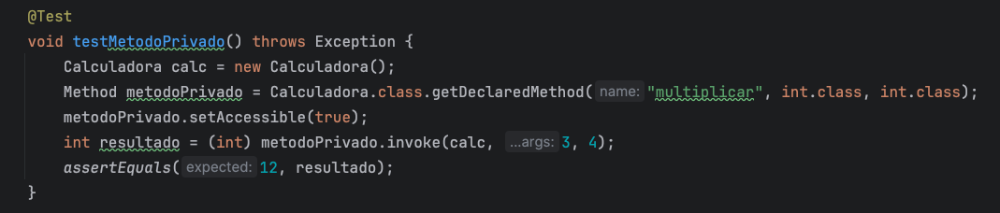 @Test
void testMetodoPrivado() throws Exception {
    Calculadora calc = new Calculadora();
    Method metodoPrivado = Calculadora.class.getDeclaredMethod( name: "multiplicar", int.class, int.class);
    metodoPrivado.setAccessible(true);
    int resultado = (int) metodoPrivado.invoke(calc, ...args: 3, 4);
    assertEquals( expected: 12, resultado);
}